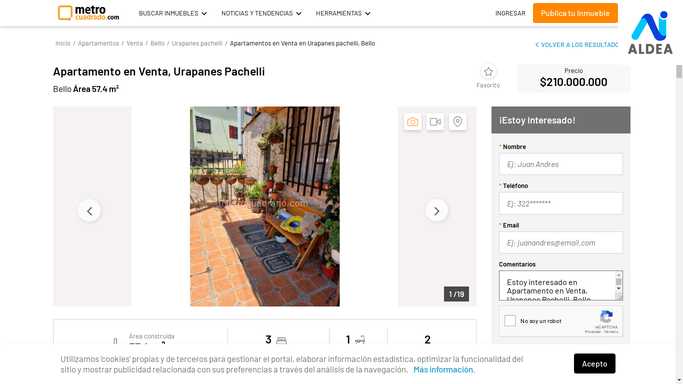 metro
cuadrado.com
BUSCAR INMUEBLES
NOTICIAS Y TENDENCIAS
HERRAMIENTAS
INGRESAR
Publica tu Inmueble
ALDEA
Inicio / Apartamentos / Venta / Bello / Urapanes pachelli / Apartamentos en Venta en Urapanes pachelli, Bello
VOLVER A LOS RESULTADO
Apartamento en Venta, Urapanes Pachelli
Bello Área 57.4 m²
Favorito
Precio
$210.000.000
¡Estoy Interesado!
* Nombre
Ej: Juan Andres
* Teléfono
Ej: 322*******
* Email
Ej: juanandres@email.com
Comentarios
Estoy interesado en
Apartamento en Venta,
Urapanes Pachelli, Bello
1 /19
No soy un robot
reCAPTCHA
Privacidad - Términos
Área construida
3
1
2
Utilizamos 'cookies' propias y de terceros para gestionar el portal, elaborar información estadística, optimizar la funcionalidad del
sitio y mostrar publicidad relacionada con sus preferencias a través del análisis de la navegación. Más información.
Acepto